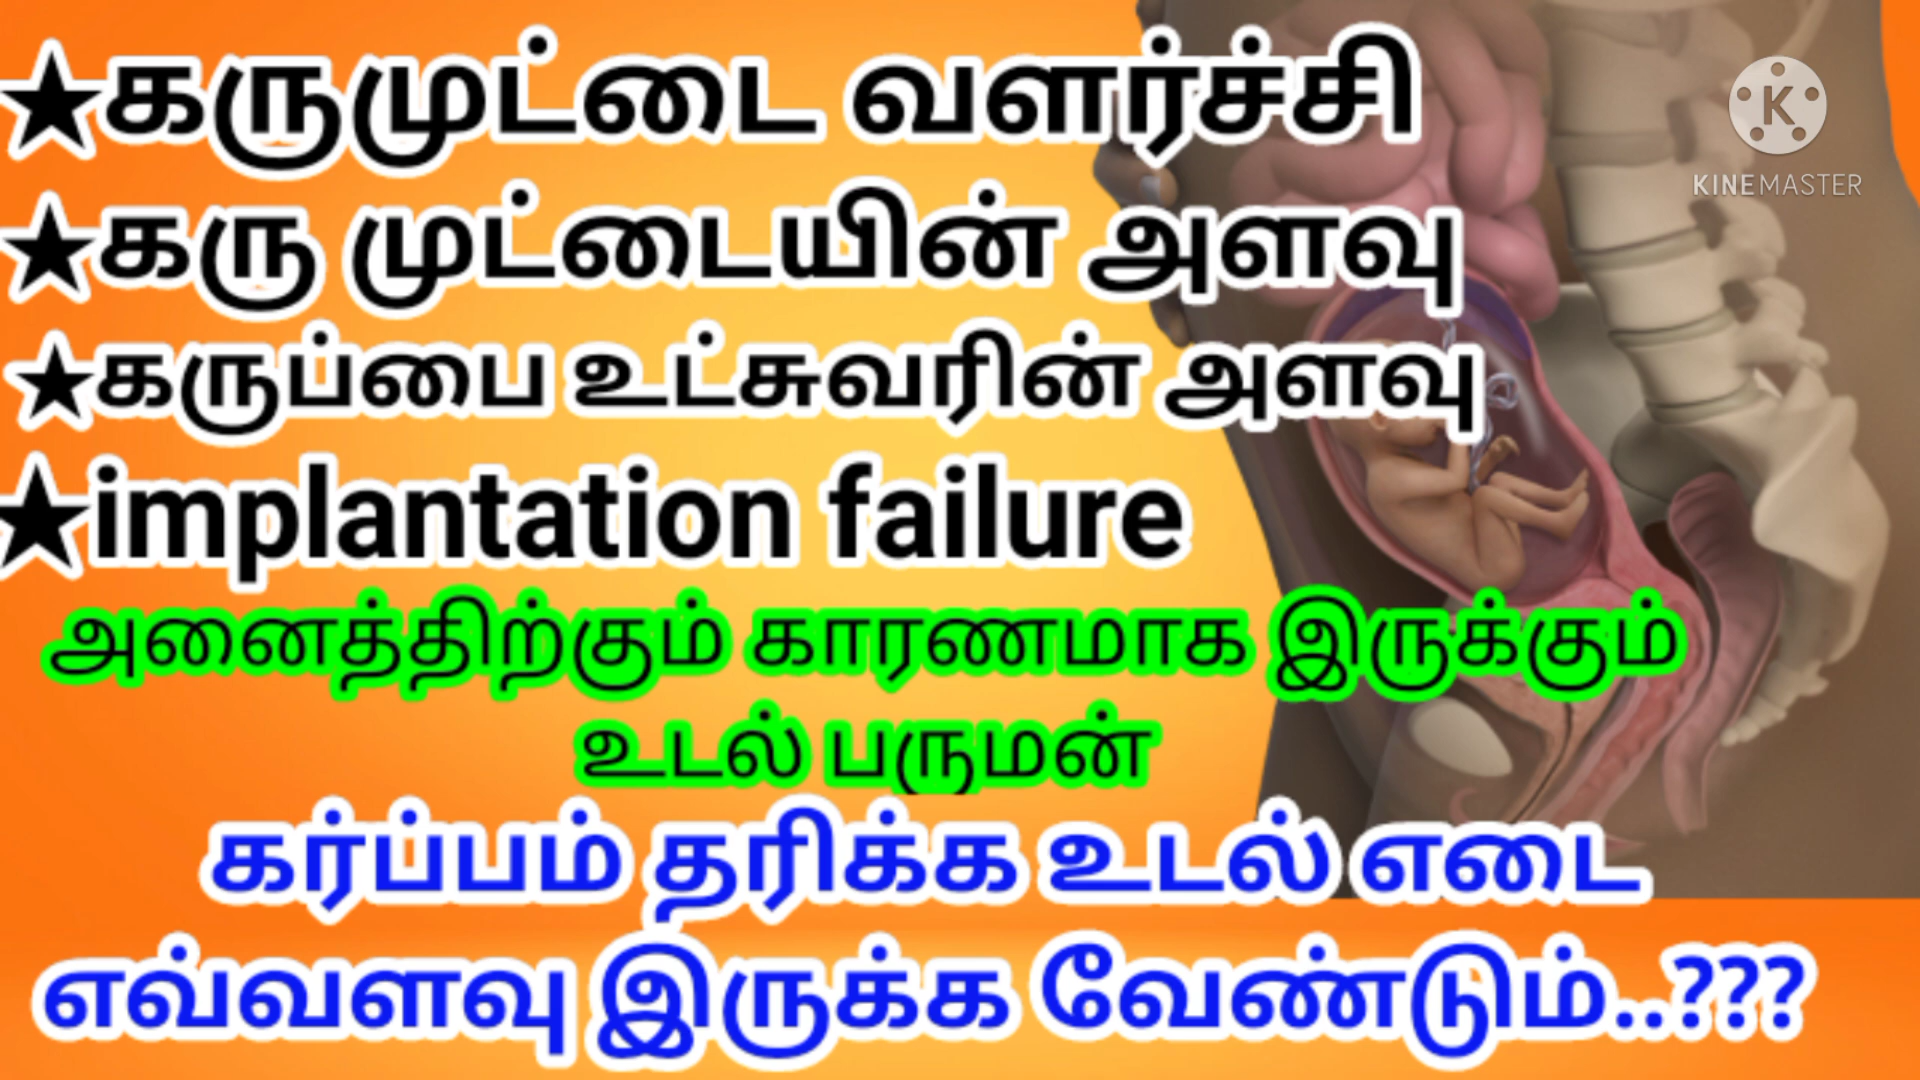 ★கருமுட்டை வளர்ச்சி
★கரு முட்டையின் அளவு
★கருப்பை உட்சுவரின் அளவு
★implantation failure
அனைத்திற்கும் காரணமாக இருக்கும்
உடல் பருமன்
கர்ப்பம் தரிக்க உடல் எடை
எவ்வளவு இருக்க வேண்டும்..???
K
KINEMASTER